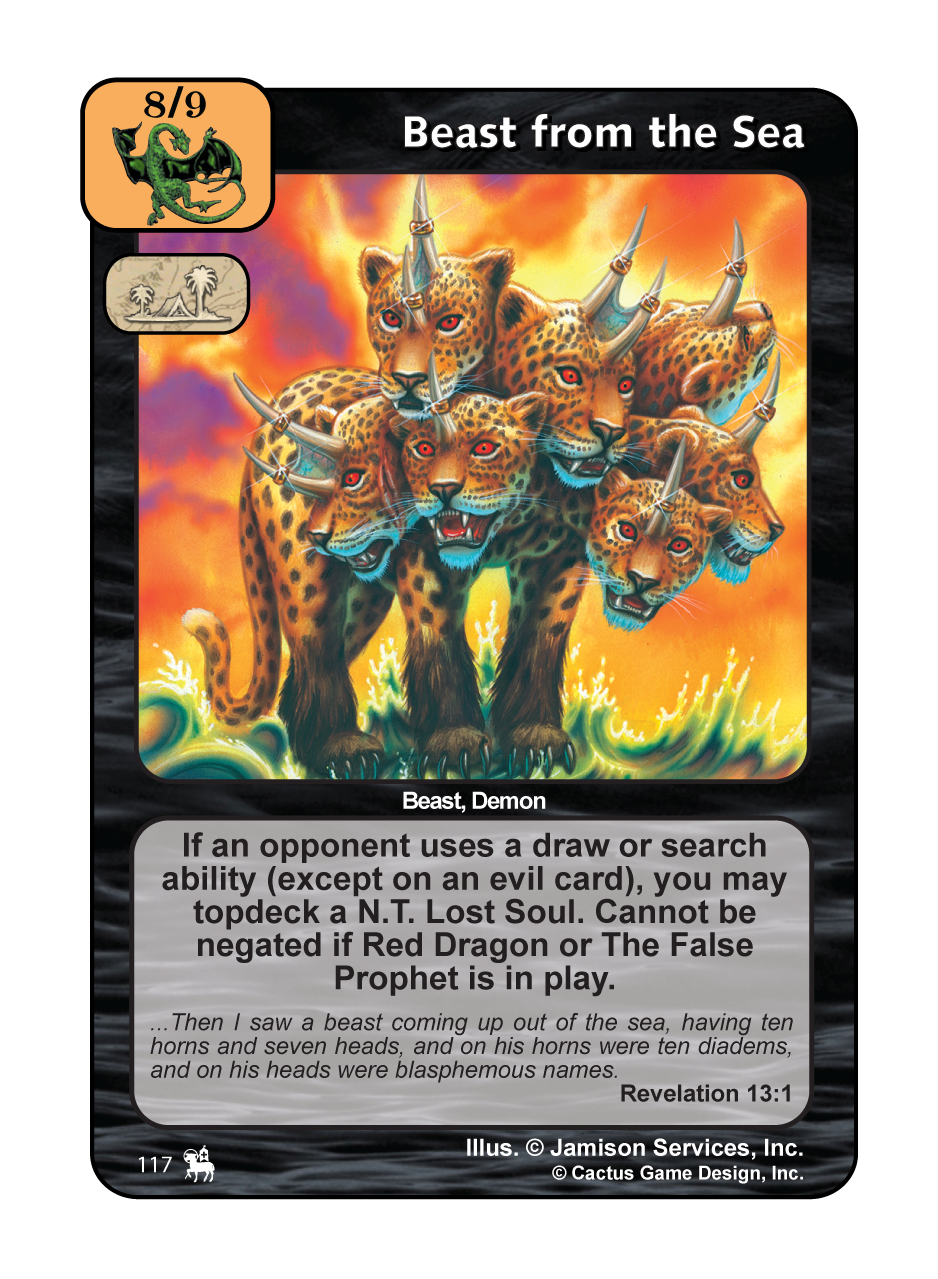 8/9
Beast from the Sea
Beast, Demon
If an opponent uses a draw or search
ability (except on an evil card), you may
topdeck a N.T. Lost Soul. Cannot be
negated if Red Dragon or The False
Prophet is in play.
...Then I saw a beast coming up out of the sea, having ten
horns and seven heads, and on his horns were ten diadems,
and on his heads were blasphemous names.
Revelation 13:1
Illus. © Jamison Services, Inc.
117
© Cactus Game Design, Inc.